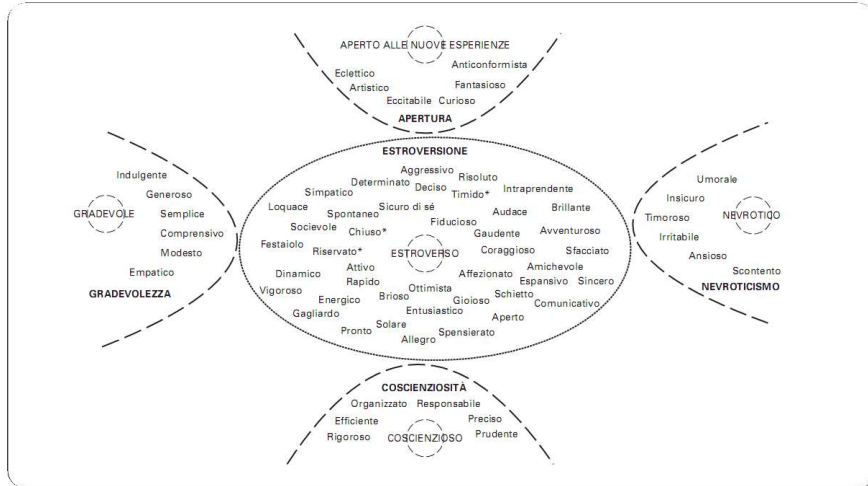 APERTO ALLE NUOVE ESPERIENZE
Anticonformista
Eclettico
Fantasioso
Artistico
Eccitabile Curioso
APERTURA
Indulgente
Generoso
GRADEVOLE
Semplice
Comprensivo
Modesto
Empatico
GRADEVOLEZZA
ESTROVERSIONE
Aggressivo
Risoluto
Determinato
Deciso
Intraprendente
Simpatico
Timido*
Loquace
Sicuro di sé
Brillante
Spontaneo
Audace
Socievole
Fiducioso
Chiuso*
Gaudente
Avventuroso
Festaiolo
Riservato*
ESTROVERSO
Coraggioso
Sfacciato
Attivo
Amichevole
Dinamico
Affezionato
Rapido
Espansivo
Sincero
Vigoroso
Ottimista
Energico
Brioso
Gioioso
Schietto
Comunicativo
Gagliardo
Entusiastico
Aperto
Solare
Pronto
Spensierato
Allegro
Umorale
Insicuro
Timoroso
NEVROTICO
Irritabile
Ansioso
Scontento
NEVROTICISMO
COSCIENZIOSITÀ
Organizzato Responsabile
Efficiente
Preciso
Rigoroso
COSCIENZIOSO
Prudente